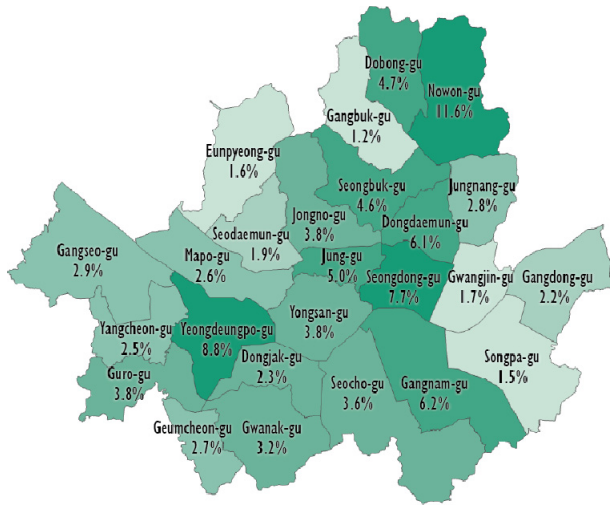 Dobong-gu
4.7%
Nowon-gu
11.6%
Gangbuk-gu
1.2%
Eunpyeong-gu
1.6%
Seongbuk-gu
4.6%
Jungnang-gu
2.8%
Jongno-gu
3.8%
Dongdaemun-gu
6.1%
Seodaemun-gu
1.9%
Gangseo-gu
2.9%
Mapo-gu
2.6%
Jung-gu
5.0%
Seongdong-gu
7.7%
Gwangjin-gu
1.7%
Gangdong-gu
2.2%
Yangcheon-gu
2.5%
Yeongdeungpo-gu
8.8%
Yongsan-gu
3.8%
Dongjak-gu
2.3%
Songpa-gu
1.5%
Guro-gu
3.8%
Seocho-gu
3.6%
Gangnam-gu
6.2%
Geumcheon-gu
2.7%
Gwanak-gu
3.2%